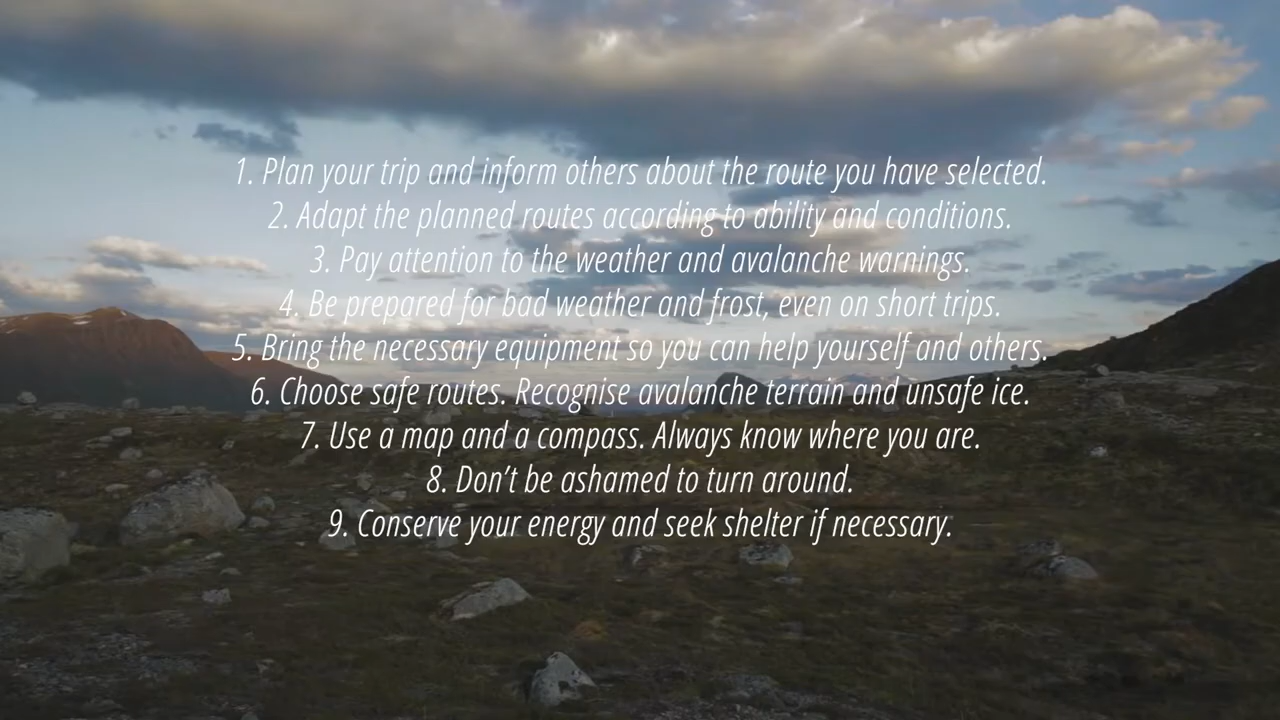 1. Plan your trip and inform others about the route you have selected.
2. Adapt the planned routes according to ability and conditions.
3. Pay attention to the weather and avalanche warnings.
4. Be prepared for bad weather and frost, even on short trips.
5. Bring the necessary equipment so you can help yourself and others.
6. Choose safe routes. Recognise avalanche terrain and unsafe ice.
7. Use a map and a compass. Always know where you are.
8. Don’t be ashamed to turn around.
9. Conserve your energy and seek shelter if necessary.